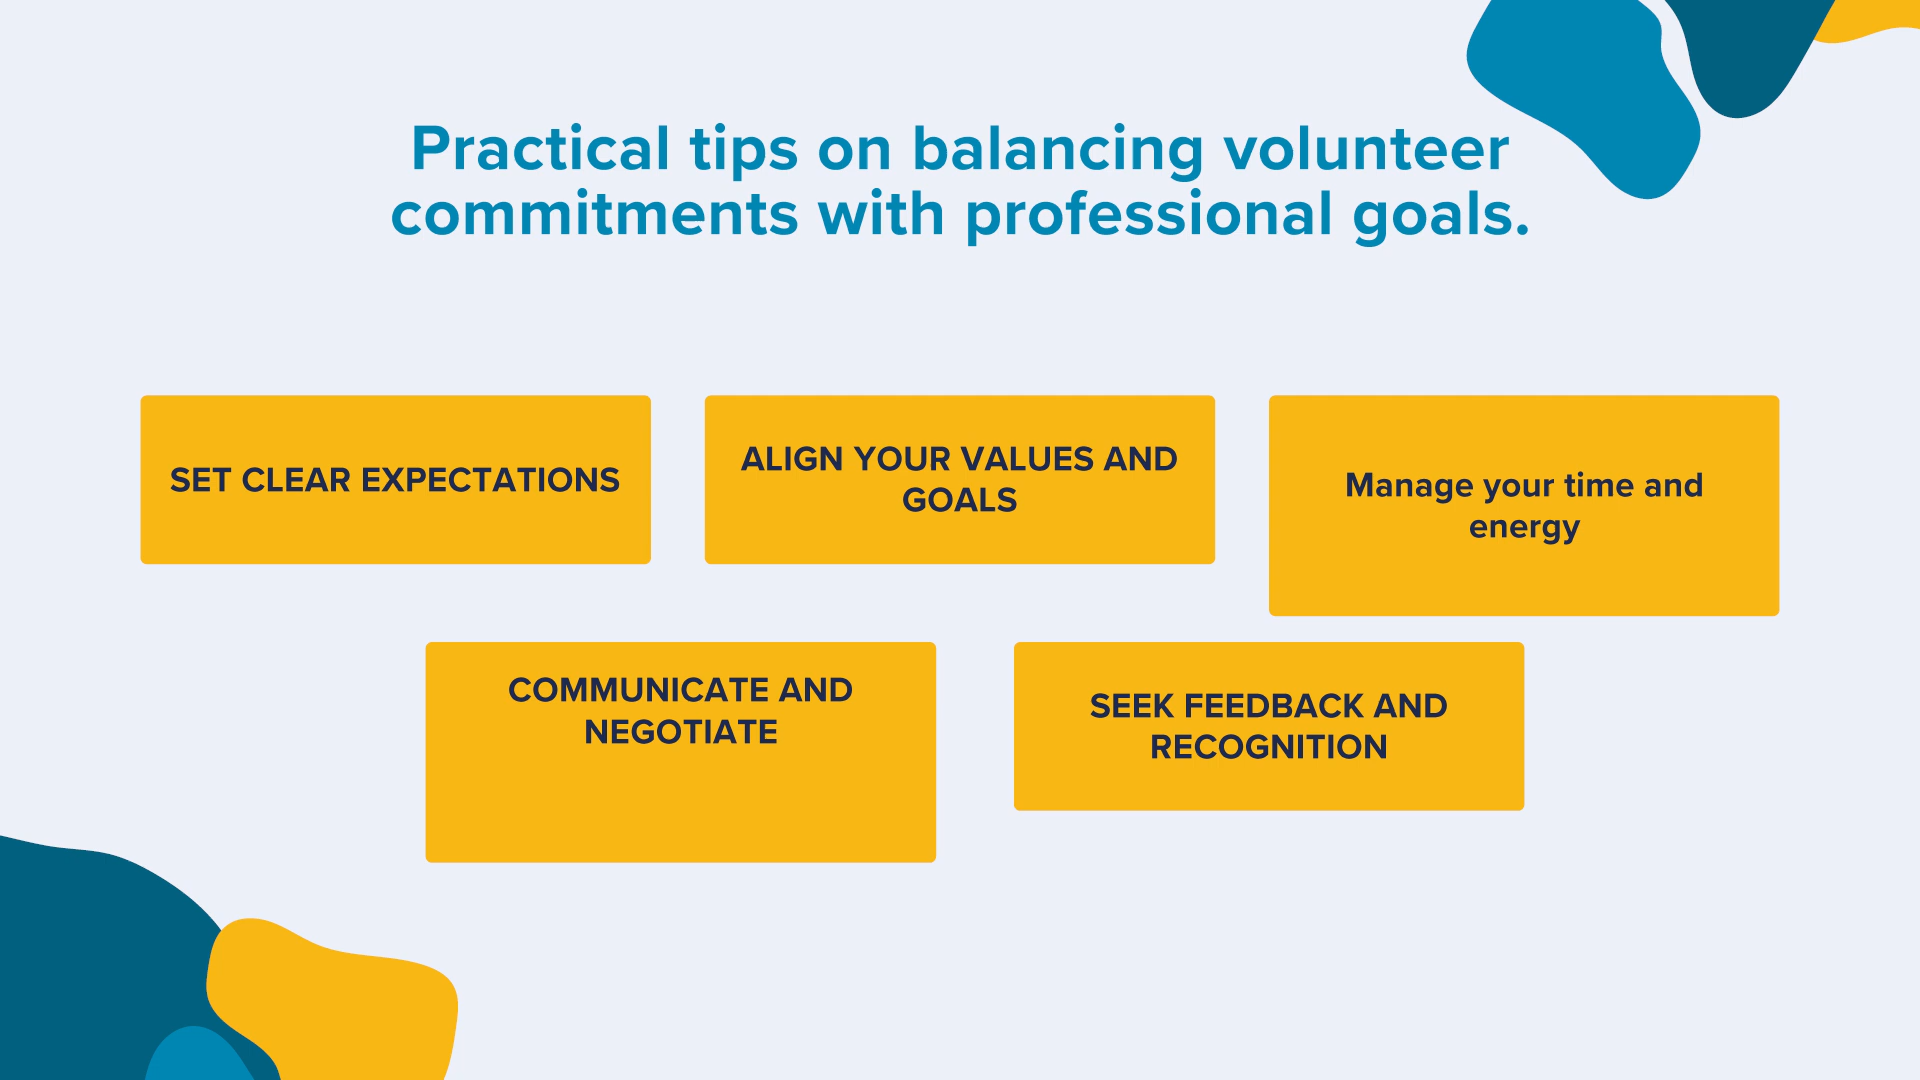 Practical tips on balancing volunteer
commitments with professional goals.
SET CLEAR EXPECTATIONS
ALIGN YOUR VALUES AND
GOALS
Manage your time and
energy
COMMUNICATE AND
NEGOTIATE
SEEK FEEDBACK AND
RECOGNITION